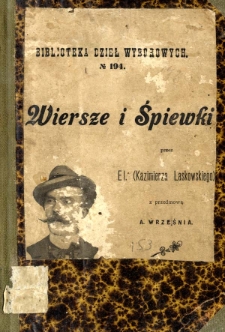 BIBLIOTEKA DZIEŁ WYBOROWYCH.
№ 194.
Wiersze i Śpiewki
przez
El.-(Kazimierza Laskowskiego)
z przedmową
A. WRZEŚNIA.